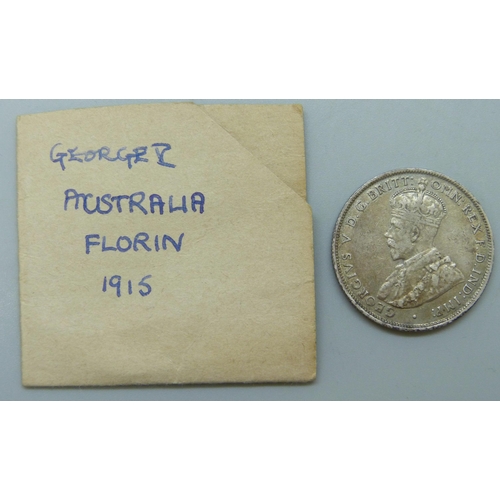 GEORGE V
AUSTRALIA
FLORIN
1915
GEORGIVS V D.G. BRITT: OMN: REX F.D. IND: IMP: